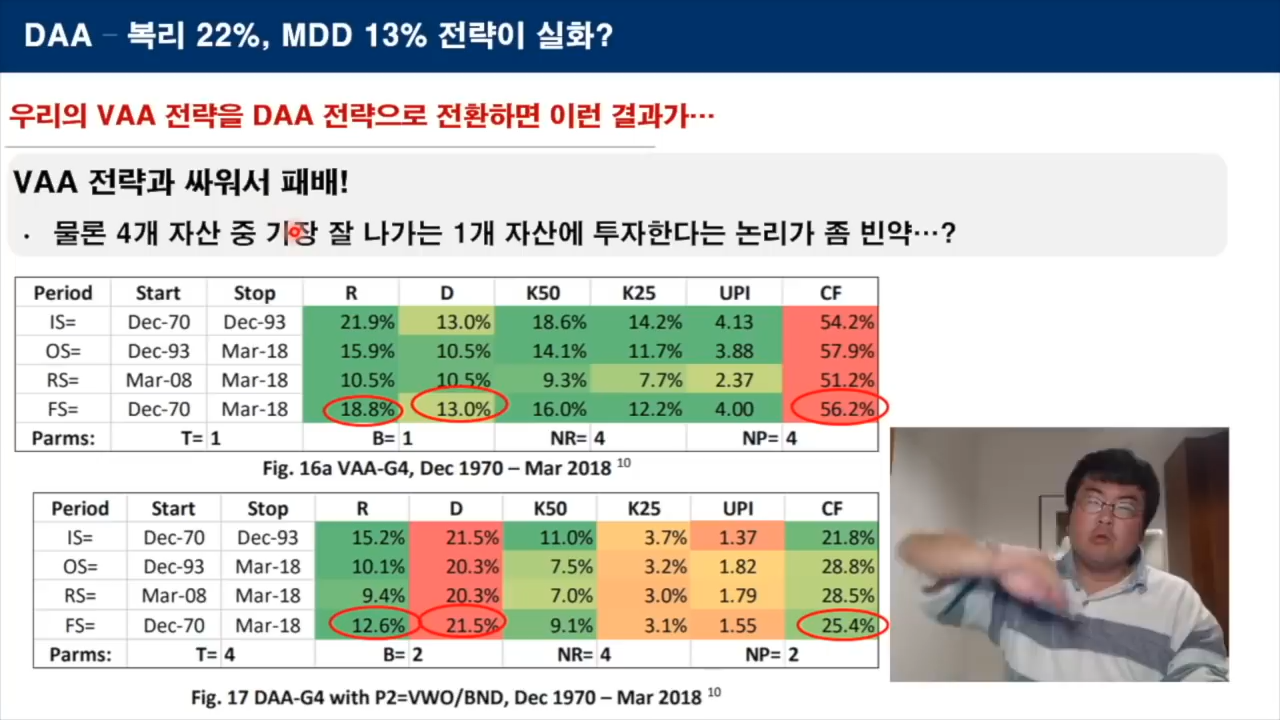 DAA – 복리 22%, MDD 13% 전략이 실화?
우리의 VAA 전략을 DAA 전략으로 전환하면 이런 결과가…
VAA 전략과 싸워서 패배!
· 물론 4개 자산 중 가장 잘 나가는 1개 자산에 투자한다는 논리가 좀 빈약…?
Period Start Stop R D K50 K25 UPI CF
IS= Dec-70 Dec-93 21.9% 13.0% 18.6% 14.2% 4.13 54.2%
OS= Dec-93 Mar-18 15.9% 10.5% 14.1% 11.7% 3.88 57.9%
RS= Mar-08 Mar-18 10.5% 10.5% 9.3% 7.7% 2.37 51.2%
FS= Dec-70 Mar-18 18.8% 13.0% 16.0% 12.2% 4.00 56.2%
Parms: T= 1 B= 1 NR= 4 NP= 4
Fig. 16a VAA-G4, Dec 1970 – Mar 2018 10
Period Start Stop R D K50 K25 UPI CF
IS= Dec-70 Dec-93 15.2% 21.5% 11.0% 3.7% 1.37 21.8%
OS= Dec-93 Mar-18 10.1% 20.3% 7.5% 3.2% 1.82 28.8%
RS= Mar-08 Mar-18 9.4% 20.3% 7.0% 3.0% 1.79 28.5%
FS= Dec-70 Mar-18 12.6% 21.5% 9.1% 3.1% 1.55 25.4%
Parms: T= 4 B= 2 NR= 4 NP= 2
Fig. 17 DAA-G4 with P2=VWO/BND, Dec 1970 – Mar 2018 10